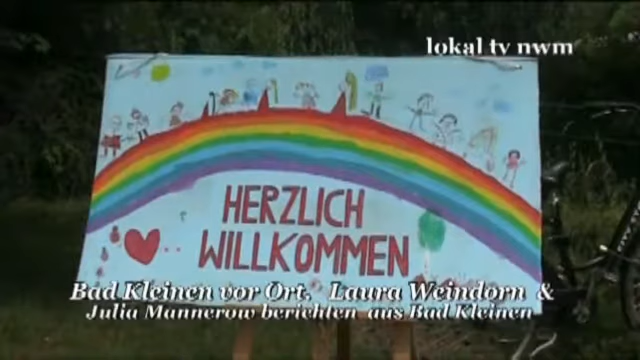 lokal tv nwm
HERZLICH
WILLKOMMEN
Bad Kleinen vor Ort, Laura Weindorn &
Julia Mannerow berichten aus Bad Kleinen